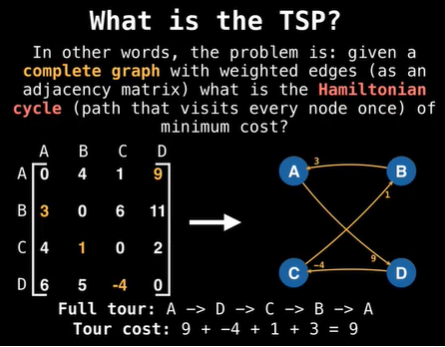 What is the TSP?
In other words, the problem is: given a
complete graph with weighted edges (as an
adjacency matrix) what is the Hamiltonian
cycle (path that visits every node once) of
minimum cost?
A B C D
A 0 4 1 9
B 3 0 6 11
C 4 1 0 2
D 6 5 -4 0
A 3 B
1
-4 9
C D
Full tour: A -> D -> C -> B -> A
Tour cost: 9 + -4 + 1 + 3 = 9